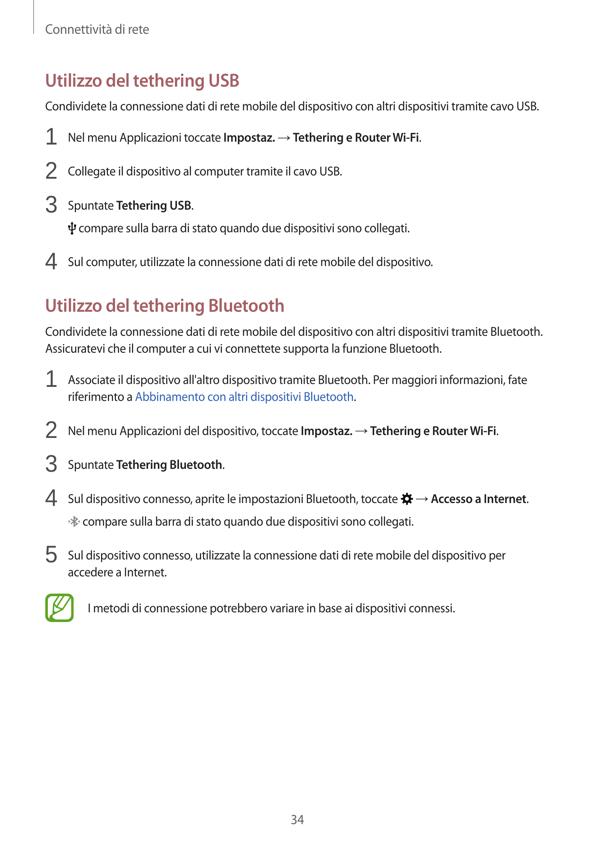 Connettività di rete
Utilizzo del tethering USB
Condividete la connessione dati di rete mobile del dispositivo con altri dispositivi tramite cavo USB.
1 Nel menu Applicazioni toccate Impostaz. → Tethering e Router Wi-Fi.
2 Collegate il dispositivo al computer tramite il cavo USB.
3 Spuntate Tethering USB.
compare sulla barra di stato quando due dispositivi sono collegati.
4 Sul computer, utilizzate la connessione dati di rete mobile del dispositivo.
Utilizzo del tethering Bluetooth
Condividete la connessione dati di rete mobile del dispositivo con altri dispositivi tramite Bluetooth.
Assicuratevi che il computer a cui vi connettete supporta la funzione Bluetooth.
1 Associate il dispositivo all'altro dispositivo tramite Bluetooth. Per maggiori informazioni, fate
riferimento a Abbinamento con altri dispositivi Bluetooth.
2 Nel menu Applicazioni del dispositivo, toccate Impostaz. → Tethering e Router Wi-Fi.
3 Spuntate Tethering Bluetooth.
4 Sul dispositivo connesso, aprite le impostazioni Bluetooth, toccate → Accesso a Internet.
compare sulla barra di stato quando due dispositivi sono collegati.
5 Sul dispositivo connesso, utilizzate la connessione dati di rete mobile del dispositivo per
accedere a Internet.
I metodi di connessione potrebbero variare in base ai dispositivi connessi.
34